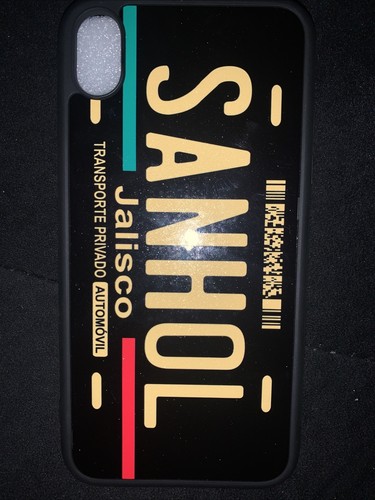 SANHOL
Jalisco
TRANSPORTE PRIVADO AUTOMÓVIL